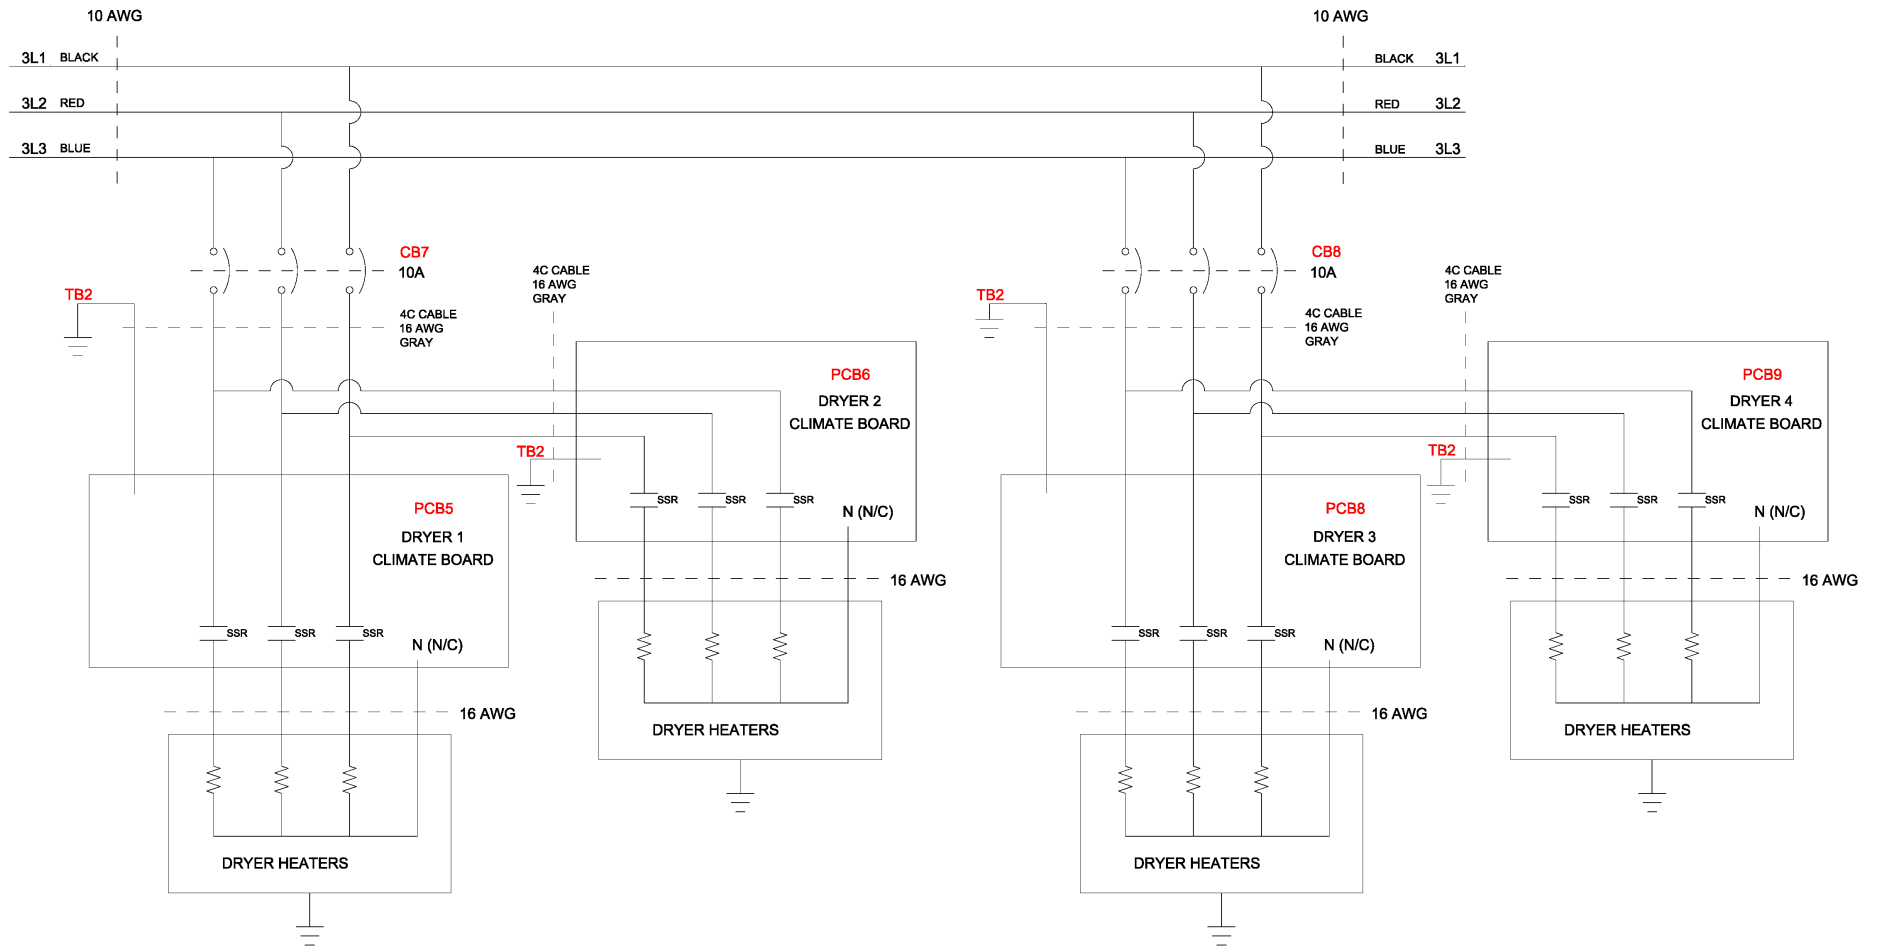 10 AWG
10 AWG
3L1 BLACK
BLACK 3L1
3L2 RED
RED 3L2
3L3 BLUE
BLUE 3L3
CB7
10A
CB8
10A
4C CABLE
16 AWG
GRAY
4C CABLE
16 AWG
GRAY
TB2
TB2
4C CABLE
16 AWG
GRAY
4C CABLE
16 AWG
GRAY
PCB6
DRYER 2
CLIMATE BOARD
PCB9
DRYER 4
CLIMATE BOARD
TB2
TB2
SSR SSR SSR
N (N/C)
SSR SSR SSR
N (N/C)
PCB5
DRYER 1
CLIMATE BOARD
PCB8
DRYER 3
CLIMATE BOARD
16 AWG
16 AWG
SSR SSR SSR
N (N/C)
SSR SSR SSR
N (N/C)
16 AWG
DRYER HEATERS
16 AWG
DRYER HEATERS
DRYER HEATERS
DRYER HEATERS